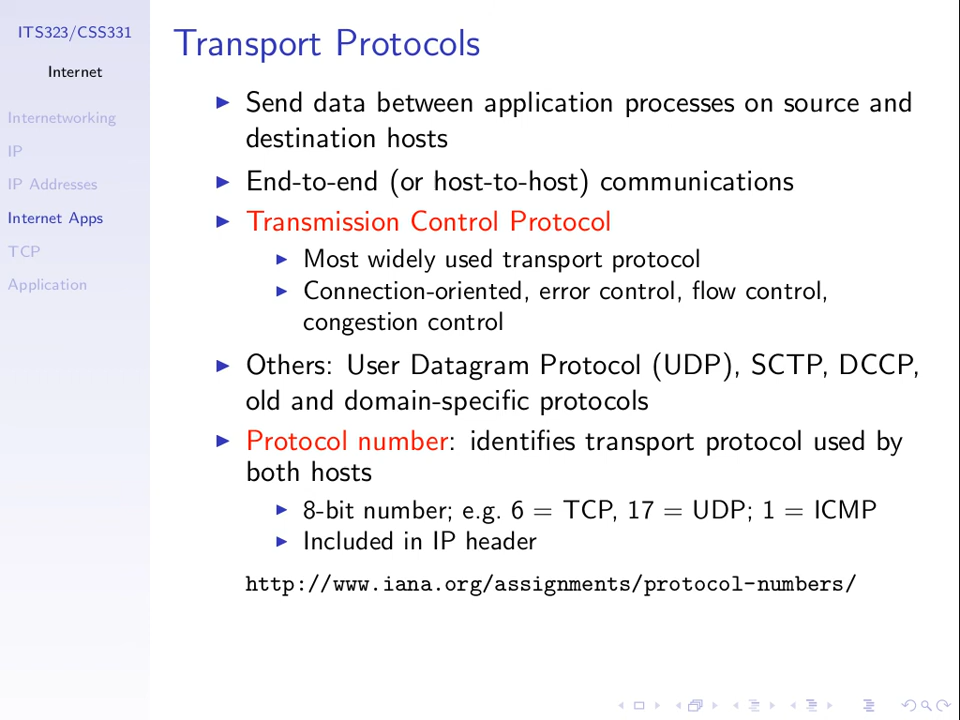 ITS323/CSS331
Internet
Internetworking
IP
IP Addresses
Internet Apps
TCP
Application
Transport Protocols
Send data between application processes on source and
destination hosts
End-to-end (or host-to-host) communications
Transmission Control Protocol
Most widely used transport protocol
Connection-oriented, error control, flow control,
congestion control
Others: User Datagram Protocol (UDP), SCTP, DCCP,
old and domain-specific protocols
Protocol number: identifies transport protocol used by
both hosts
8-bit number; e.g. 6 = TCP, 17 = UDP; 1 = ICMP
Included in IP header
http://www.iana.org/assignments/protocol-numbers/